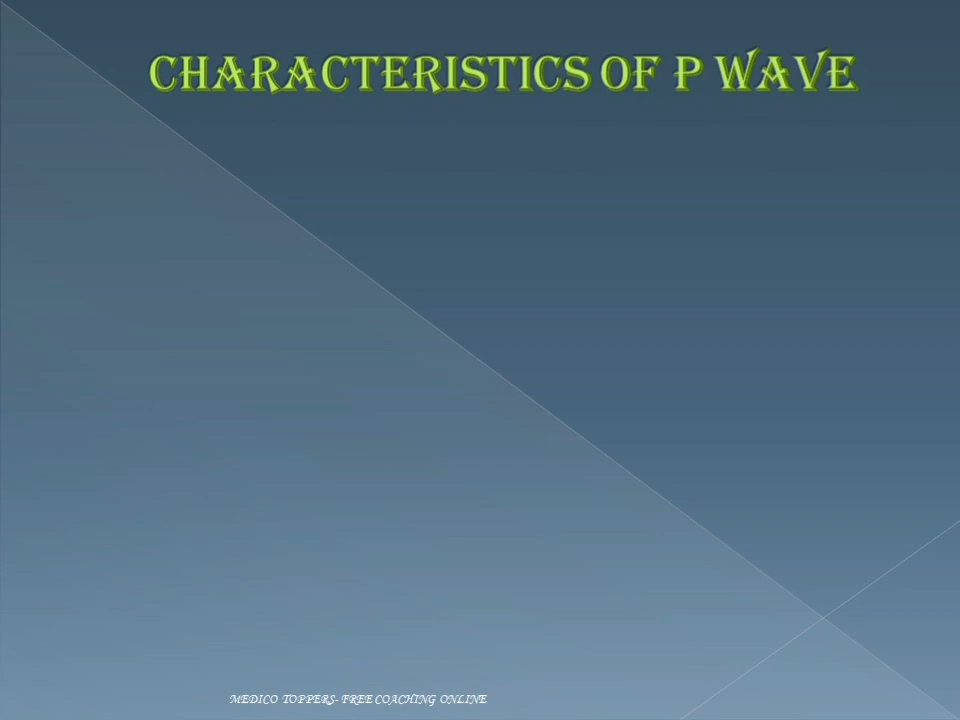 CHARACTERISTICS OF P WAVE
MEDICO TOPPERS- FREE COACHING ONLINE